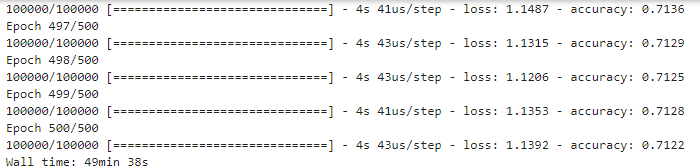 100000/100000 [==============================] - 4s 41us/step - loss: 1.1487 - accuracy: 0.7136
Epoch 497/500
100000/100000 [==============================] - 4s 43us/step - loss: 1.1315 - accuracy: 0.7129
Epoch 498/500
100000/100000 [==============================] - 4s 43us/step - loss: 1.1206 - accuracy: 0.7125
Epoch 499/500
100000/100000 [==============================] - 4s 41us/step - loss: 1.1353 - accuracy: 0.7128
Epoch 500/500
100000/100000 [==============================] - 4s 43us/step - loss: 1.1392 - accuracy: 0.7122
Wall time: 49min 38s